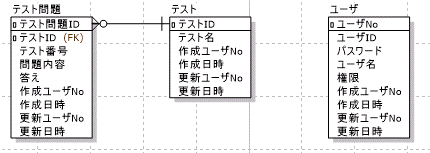 テスト問題
テスト問題ID
テストID (FK)
テスト番号
問題内容
答え
作成ユーザNo
作成日時
更新ユーザNo
更新日時
テスト
テストID
テスト名
作成ユーザNo
作成日時
更新ユーザNo
更新日時
ユーザ
ユーザNo
ユーザID
パスワード
ユーザ名
権限
作成ユーザNo
作成日時
更新ユーザNo
更新日時